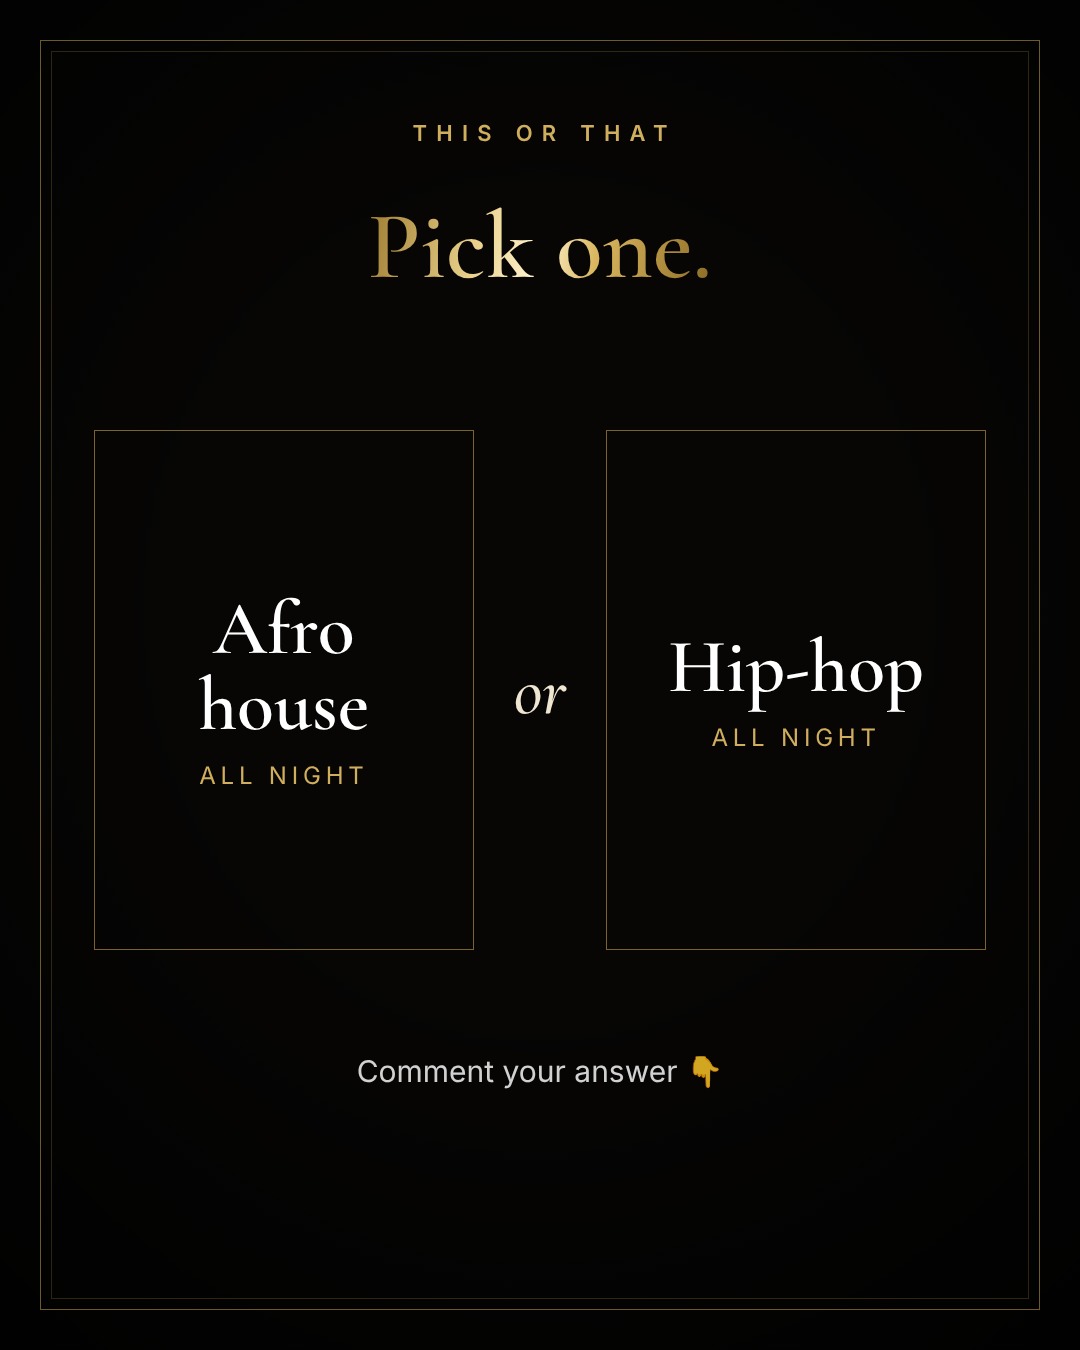 THIS OR THAT
Pick one.
Afro
house
ALL NIGHT
or
Hip-hop
ALL NIGHT
Comment your answer 👇